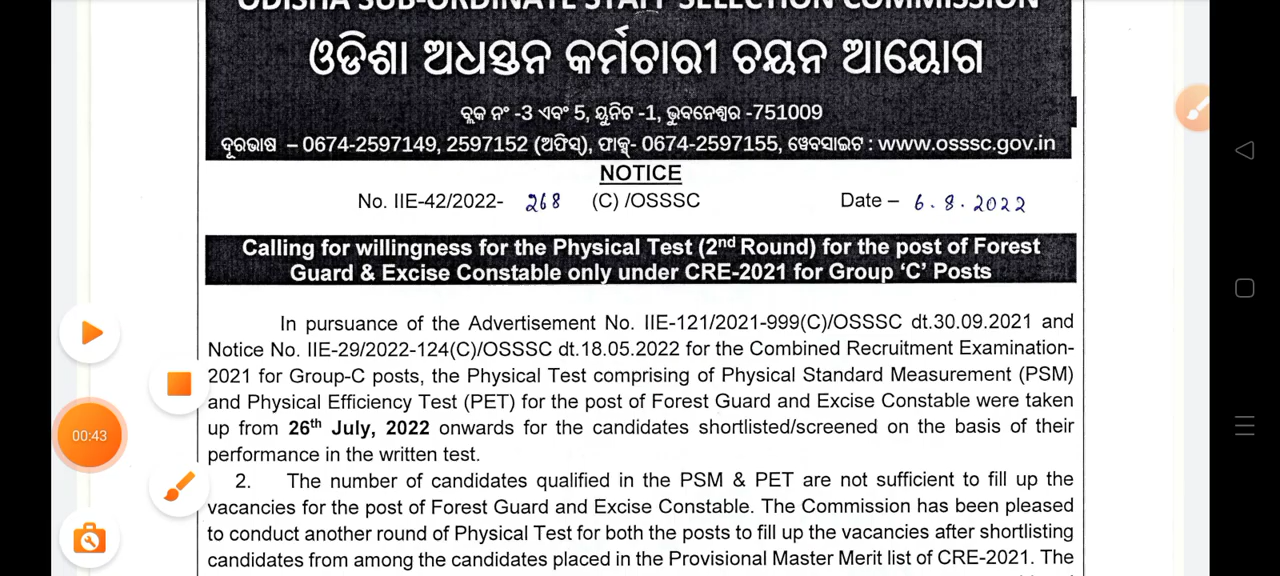 ODISHA SUB-ORDINATE STAFF SELECTION COMMISSION
ଓଡିଶା ଅଧସ୍ତନ କର୍ମଚାରୀ ଚୟନ ଆୟୋଗ
ବ୍ଲକ ନଂ -3 ଏବଂ 5, ୟୁନିଟ -1, ଭୁବନେଶ୍ୱର -751009
ଦୂରଭାଷ – 0674-2597149, 2597152 (ଅପିସ୍), ଫାକ୍ସ- 0674-2597155, ୱେବସାଇଟ : www.osssc.gov.in
NOTICE
No. IIE-42/2022- 268 (C) /OSSSC Date – 6.8.2022
Calling for willingness for the Physical Test (2nd Round) for the post of Forest
Guard & Excise Constable only under CRE-2021 for Group ‘C’ Posts
In pursuance of the Advertisement No. IIE-121/2021-999(C)/OSSSC dt.30.09.2021 and
Notice No. IIE-29/2022-124(C)/OSSSC dt.18.05.2022 for the Combined Recruitment Examination-
2021 for Group-C posts, the Physical Test comprising of Physical Standard Measurement (PSM)
and Physical Efficiency Test (PET) for the post of Forest Guard and Excise Constable were taken
up from 26th July, 2022 onwards for the candidates shortlisted/screened on the basis of their
performance in the written test.
2. The number of candidates qualified in the PSM & PET are not sufficient to fill up the
vacancies for the post of Forest Guard and Excise Constable. The Commission has been pleased
to conduct another round of Physical Test for both the posts to fill up the vacancies after shortlisting
candidates from among the candidates placed in the Provisional Master Merit list of CRE-2021. The
00:43